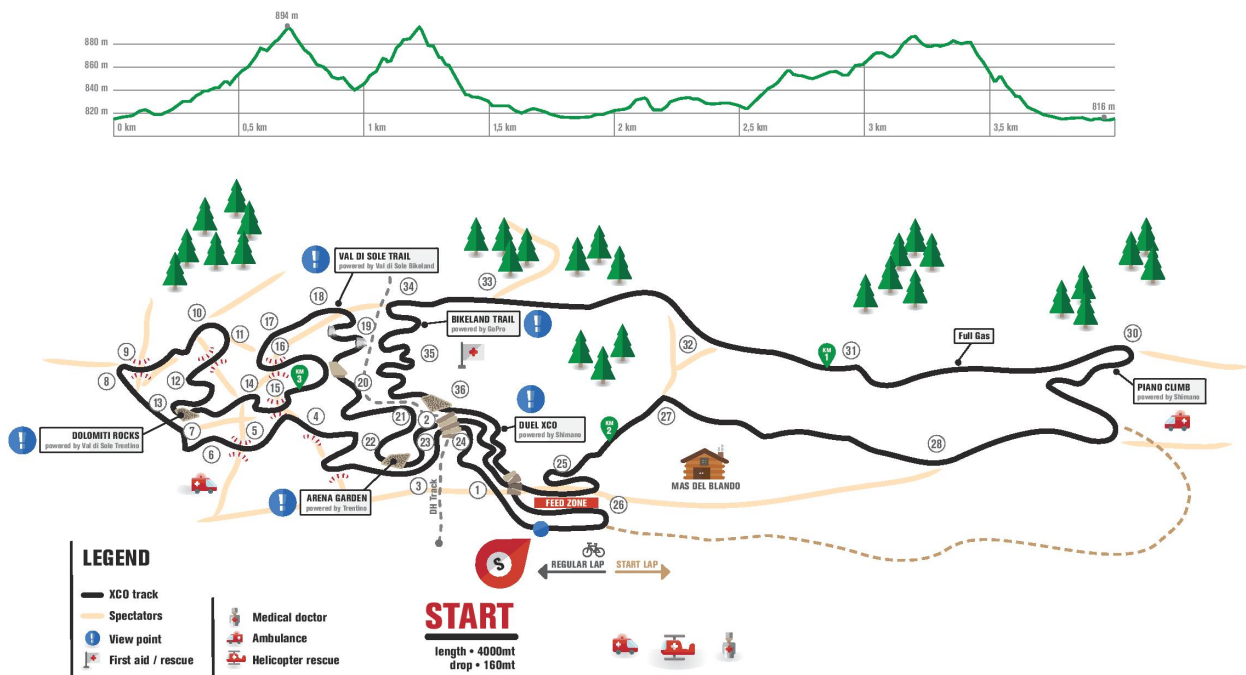 894 m
880 m
860 m
840 m
820 m
816 m
0 km
0,5 km
1 km
1,5 km
2 km
2,5 km
3 km
3,5 km
VAL DI SOLE TRAIL
powered by Val di Sole Bikeland
33
34
18
BIKELAND TRAIL
powered by GoPro
10
17
19
11
16
9
32
KM
1
31
Full Gas
30
35
8
12
14
15
KM
3
20
36
PIANO CLIMB
powered by Shimano
13
7
4
21
2
DUEL XCO
powered by Shimano
27
DOLOMITI ROCKS
powered by Val di Sole Trentino
5
6
22
23
24
KM
2
28
25
MAS DEL BLANDO
ARENA GARDEN
powered by Trentino
3
DH Track
1
FEED ZONE
26
S
REGULAR LAP
START LAP
LEGEND
XCO track
Spectators
View point
First aid / rescue
Medical doctor
Ambulance
Helicopter rescue
START
length • 4000mt
drop • 160mt